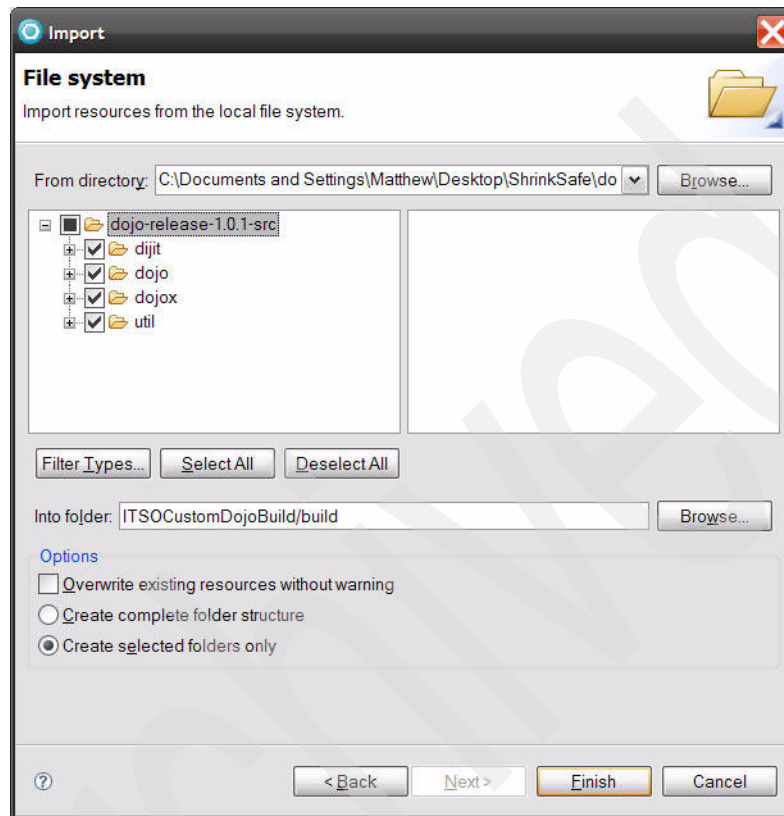 Import
File system
Import resources from the local file system.
From directory: C:\Documents and Settings\Matthew\Desktop\ShrinkSafe\do Browse...
dojo-release-1.0.1-src
dijit
dojo
dojox
util
Filter Types... Select All Deselect All
Into folder: ITSOCustomDojoBuild/build Browse...
Options
Overwrite existing resources without warning
Create complete folder structure
Create selected folders only
? < Back Next > Finish Cancel